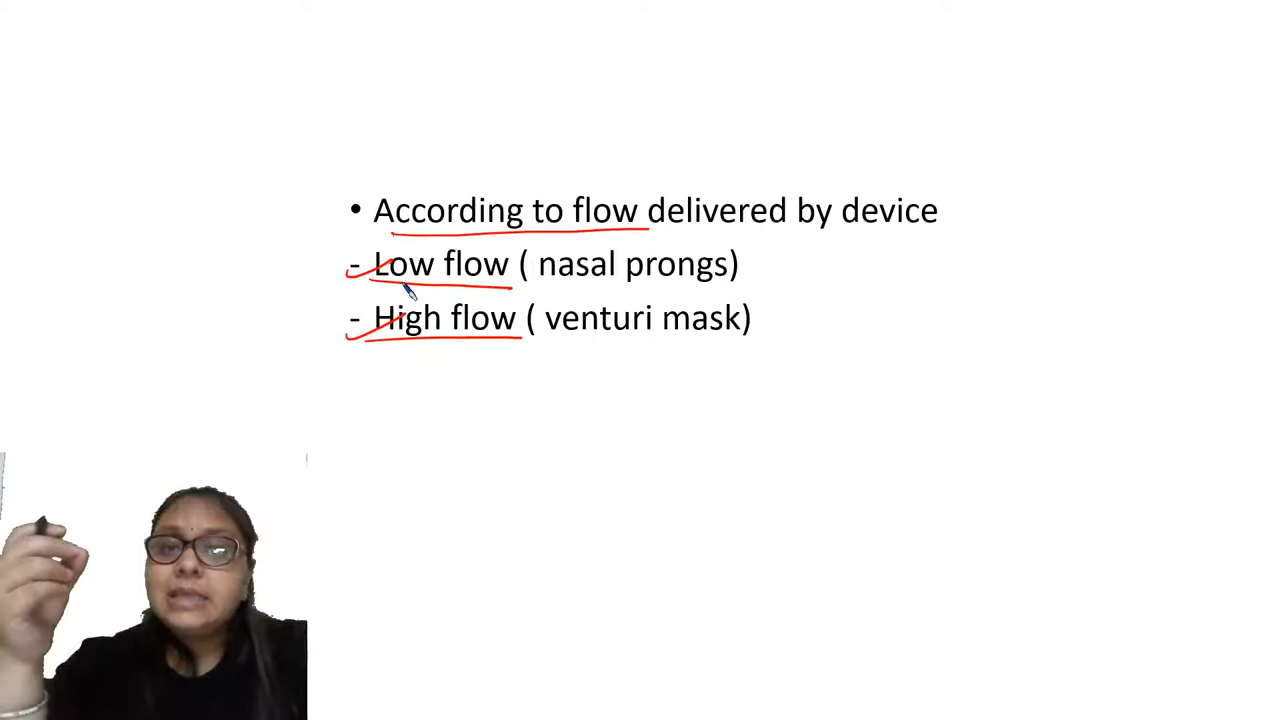 • According to flow delivered by device
- Low flow ( nasal prongs)
- High flow ( venturi mask)